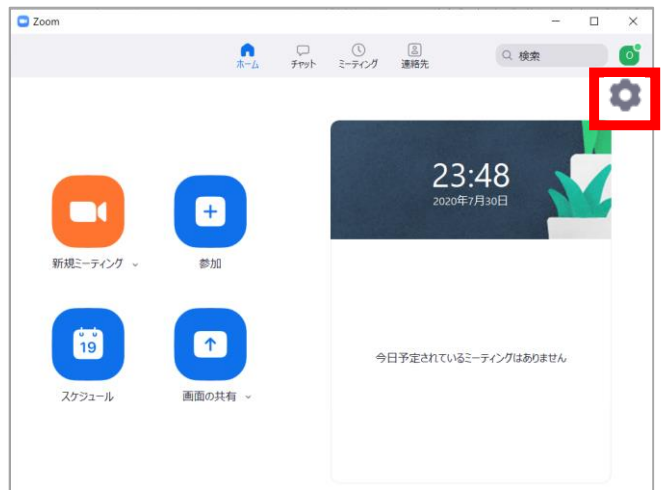 Zoom
ホーム
チャット
ミーティング
連絡先
検索
O
23:48
2020年7月30日
新規ミーティング
参加
19
スケジュール
画面の共有
今日予定されているミーティングはありません